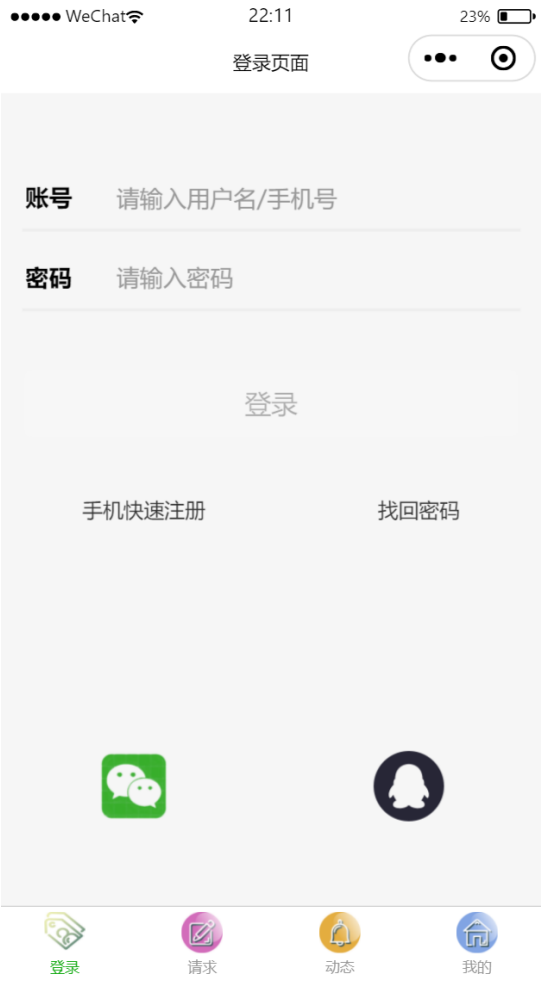 ●●●●● WeChat 22:11 23%
登录页面
账号 请输入用户名/手机号
密码 请输入密码
登录
手机快速注册 找回密码
登录 请求 动态 我的